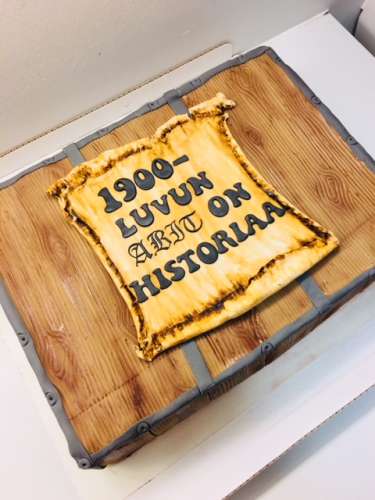 1900-
LUVUN
ABIT ON
HISTORIAA